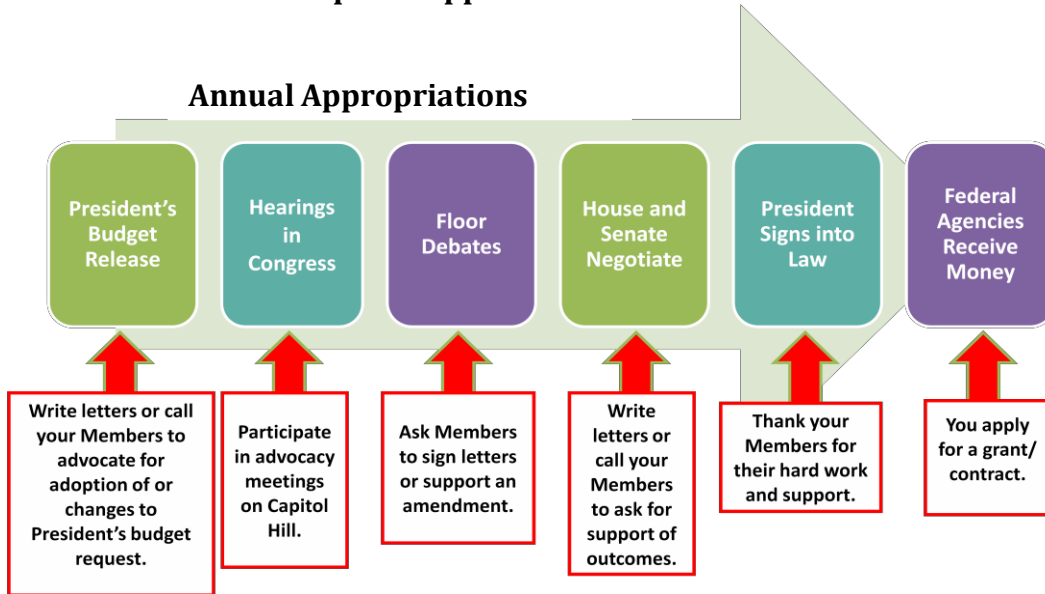 Annual Appropriations
President's
Budget
Release
Hearings
in
Congress
Floor
Debates
House and
Senate
Negotiate
President
Signs into
Law
Federal
Agencies
Receive
Money
Write letters or call
your Members to
advocate for
adoption of or
changes to
President's budget
request.
Participate
in advocacy
meetings
on Capitol
Hill.
Ask Members
to sign letters
or support an
amendment.
Write
letters or
call your
Members
to ask for
support of
outcomes.
Thank your
Members for
their hard work
and support.
You apply
for a grant/
contract.